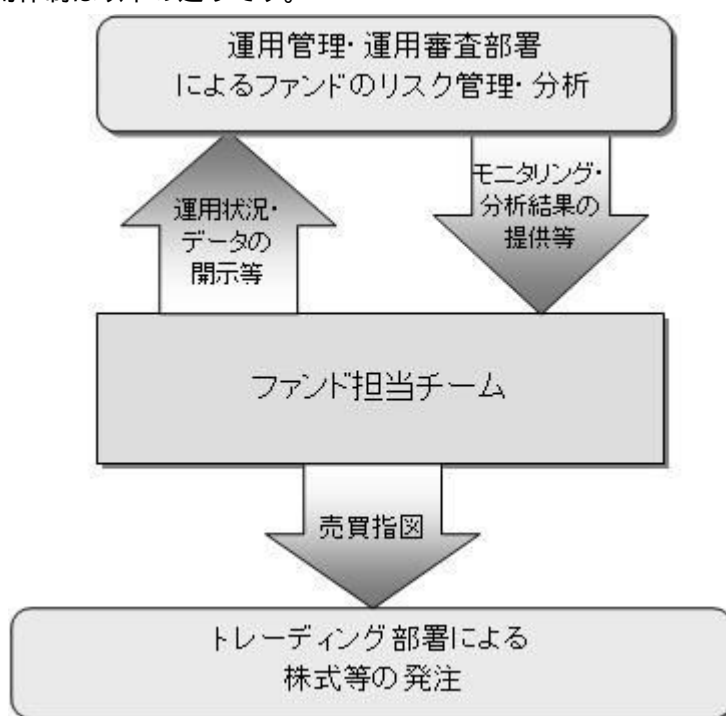 運用管理・運用審査部署
によるファンドのリスク管理・分析
運用状況・
データの
開示等
モニタリング・
分析結果の
提供等
ファンド担当チーム
売買指図
トレーディング部署による
株式等の発注